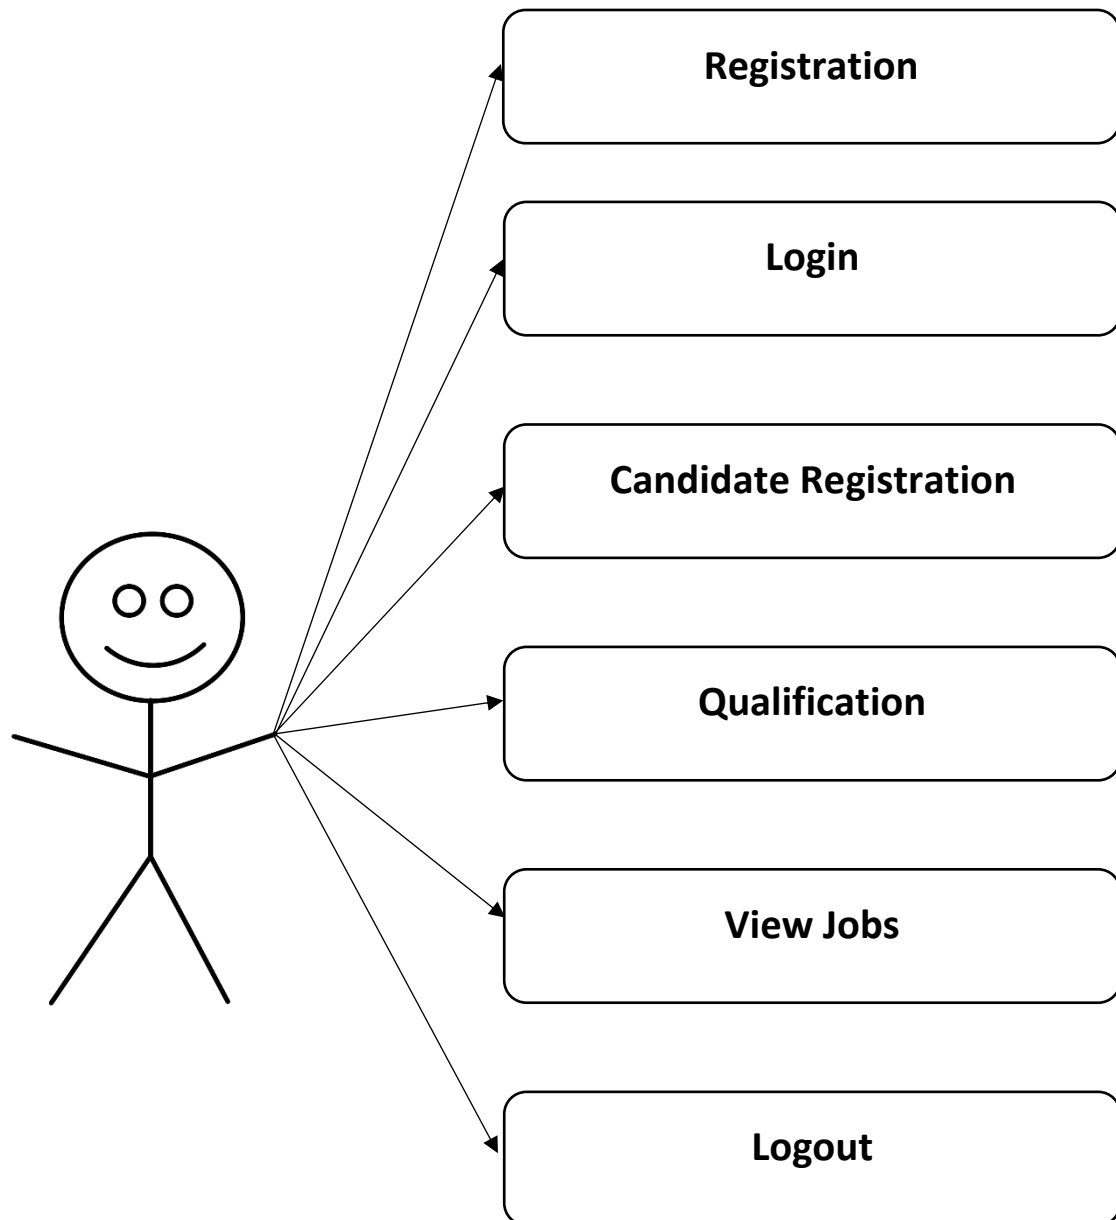 Registration
Login
Candidate Registration
Qualification
View Jobs
Logout